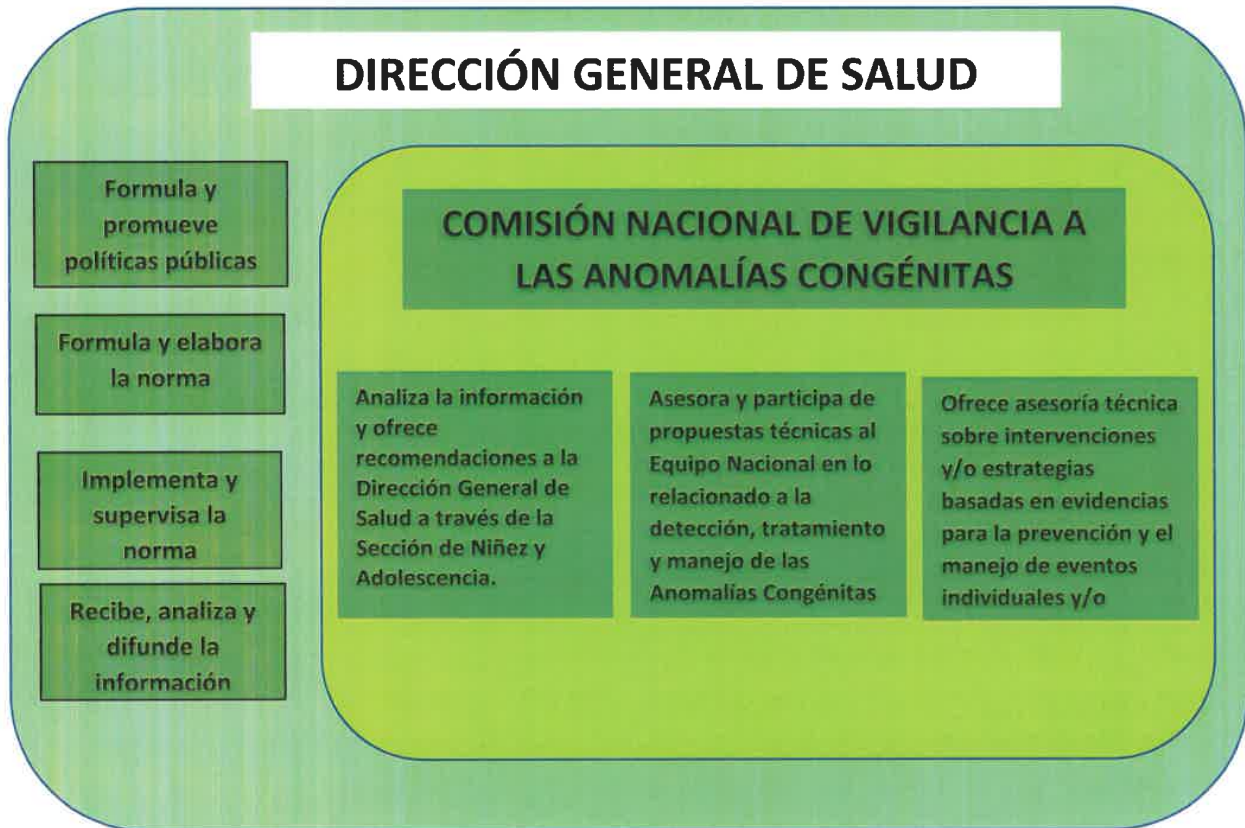 DIRECCIÓN GENERAL DE SALUD
Formula y
promueve
políticas públicas
Formula y elabora
la norma
Implementa y
supervisa la
norma
Recibe, analiza y
difunde la
información
COMISIÓN NACIONAL DE VIGILANCIA A
LAS ANOMALÍAS CONGÉNITAS
Analiza la información
y ofrece
recomendaciones a la
Dirección General de
Salud a través de la
Sección de Niñez y
Adolescencia.
Asesora y participa de
propuestas técnicas al
Equipo Nacional en lo
relacionado a la
detección, tratamiento
y manejo de las
Anomalías Congénitas
Ofrece asesoría técnica
sobre intervenciones
y/o estrategias
basadas en evidencias
para la prevención y el
manejo de eventos
individuales y/o